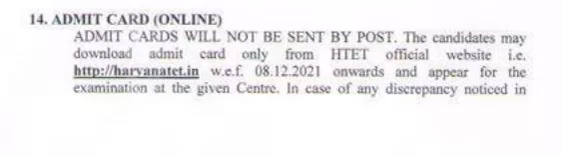 14. ADMIT CARD (ONLINE)
ADMIT CARDS WILL NOT BE SENT BY POST. The candidates may
download admit card only from HTET official website i.e.
http://haryanatet.in w.e.f. 08.12.2021 onwards and appear for the
examination at the given Centre. In case of any discrepancy noticed in